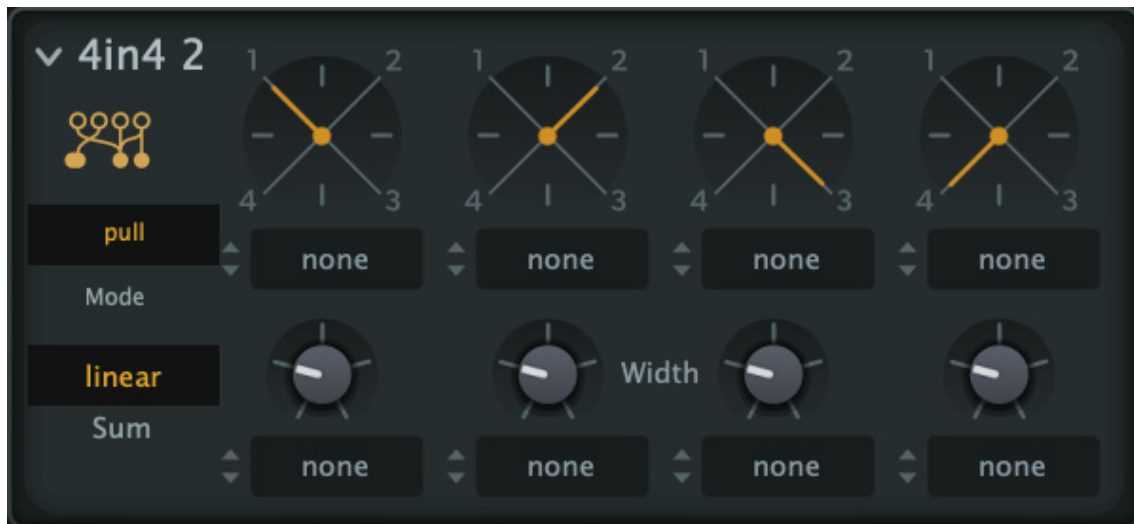 4in4 2
1 2 1 2 1 2 1 2
4 3 4 3 4 3 4 3
pull
none none none none
Mode
linear
Width
Sum
none none none none